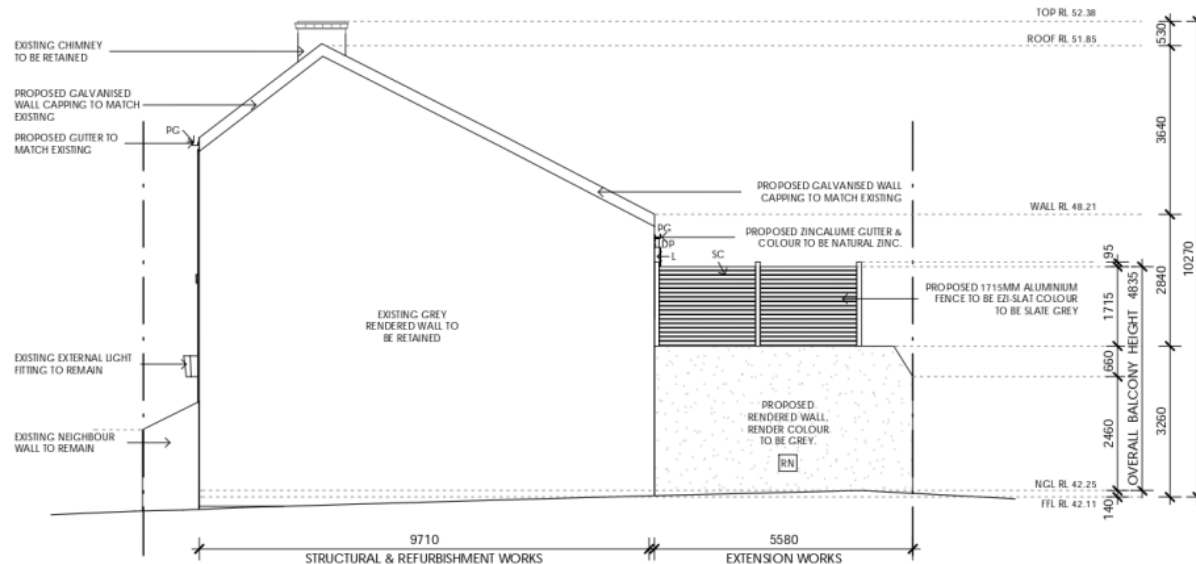 TOP RL 52.38
530
EXISTING CHIMNEY
TO BE RETAINED
ROOF RL 51.85
PROPOSED GALVANISED
WALL CAPPING TO MATCH
EXISTING
3640
PG
PROPOSED GUTTER TO
MATCH EXISTING
PROPOSED GALVANISED WALL
CAPPING TO MATCH EXISTING
WALL RL 48.21
PG
PROPOSED ZINCALUME GUTTER &
COLOUR TO BE NATURAL ZINC.
DP
L
SC
95
10270
2840
PROPOSED 1715MM ALUMINIUM
FENCE TO BE EZI-SLAT COLOUR
TO BE SLATE GREY
1715
OVERALL BALCONY HEIGHT 4835
EXISTING GREY
RENDERED WALL TO
BE RETAINED
EXISTING EXTERNAL LIGHT
FITTING TO REMAIN
660
PROPOSED
RENDERED WALL,
RENDER COLOUR
TO BE GREY.
RN
2460
3260
EXISTING NEIGHBOUR
WALL TO REMAIN
NGL RL 42.25
FFL RL 42.11
140
9710
STRUCTURAL & REFURBISHMENT WORKS
5580
EXTENSION WORKS